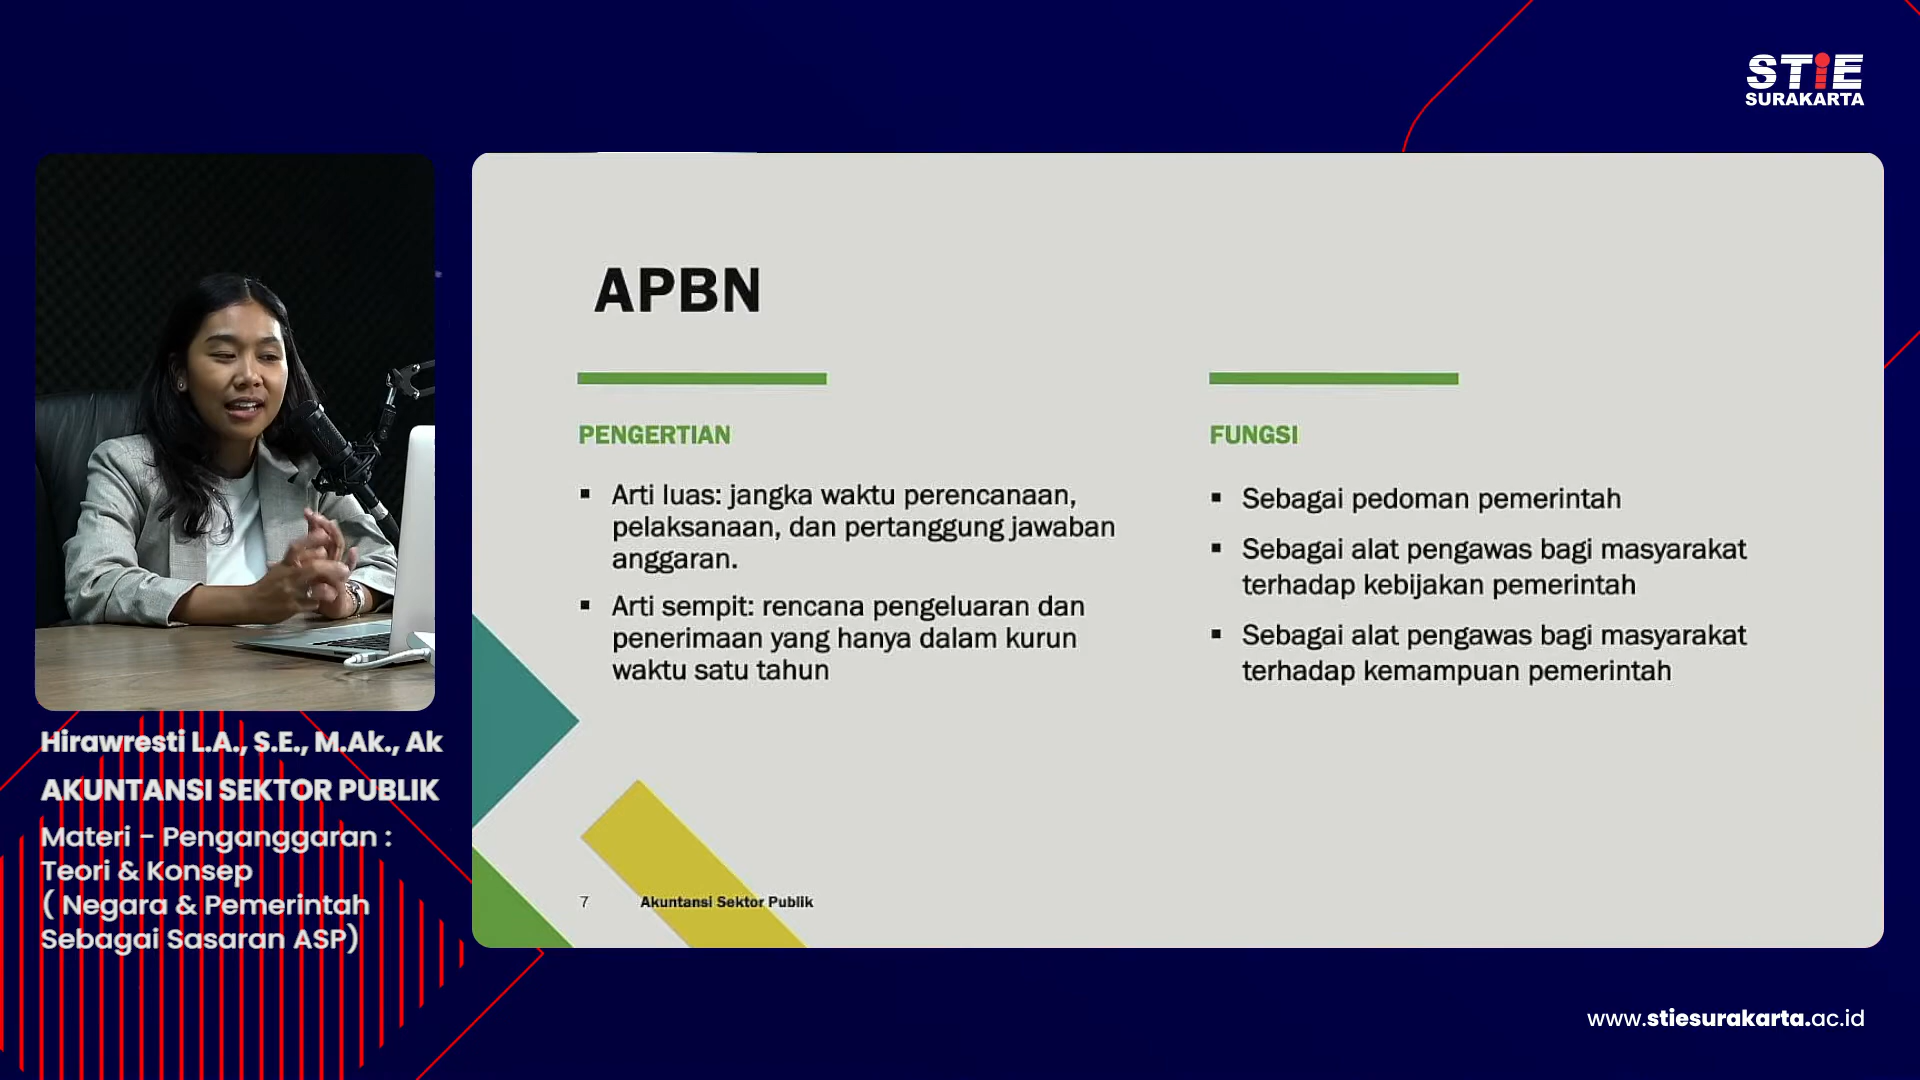 STiE
SURAKARTA
APBN
PENGERTIAN
▪ Arti luas: jangka waktu perencanaan,
pelaksanaan, dan pertanggung jawaban
anggaran.
▪ Arti sempit: rencana pengeluaran dan
penerimaan yang hanya dalam kurun
waktu satu tahun
FUNGSI
▪ Sebagai pedoman pemerintah
▪ Sebagai alat pengawas bagi masyarakat
terhadap kebijakan pemerintah
▪ Sebagai alat pengawas bagi masyarakat
terhadap kemampuan pemerintah
7 Akuntansi Sektor Publik
Hirawresti L.A., S.E., M.Ak., Ak
AKUNTANSI SEKTOR PUBLIK
Materi - Penganggaran :
Teori & Konsep
( Negara & Pemerintah
Sebagai Sasaran ASP)
www.stiesurakarta.ac.id